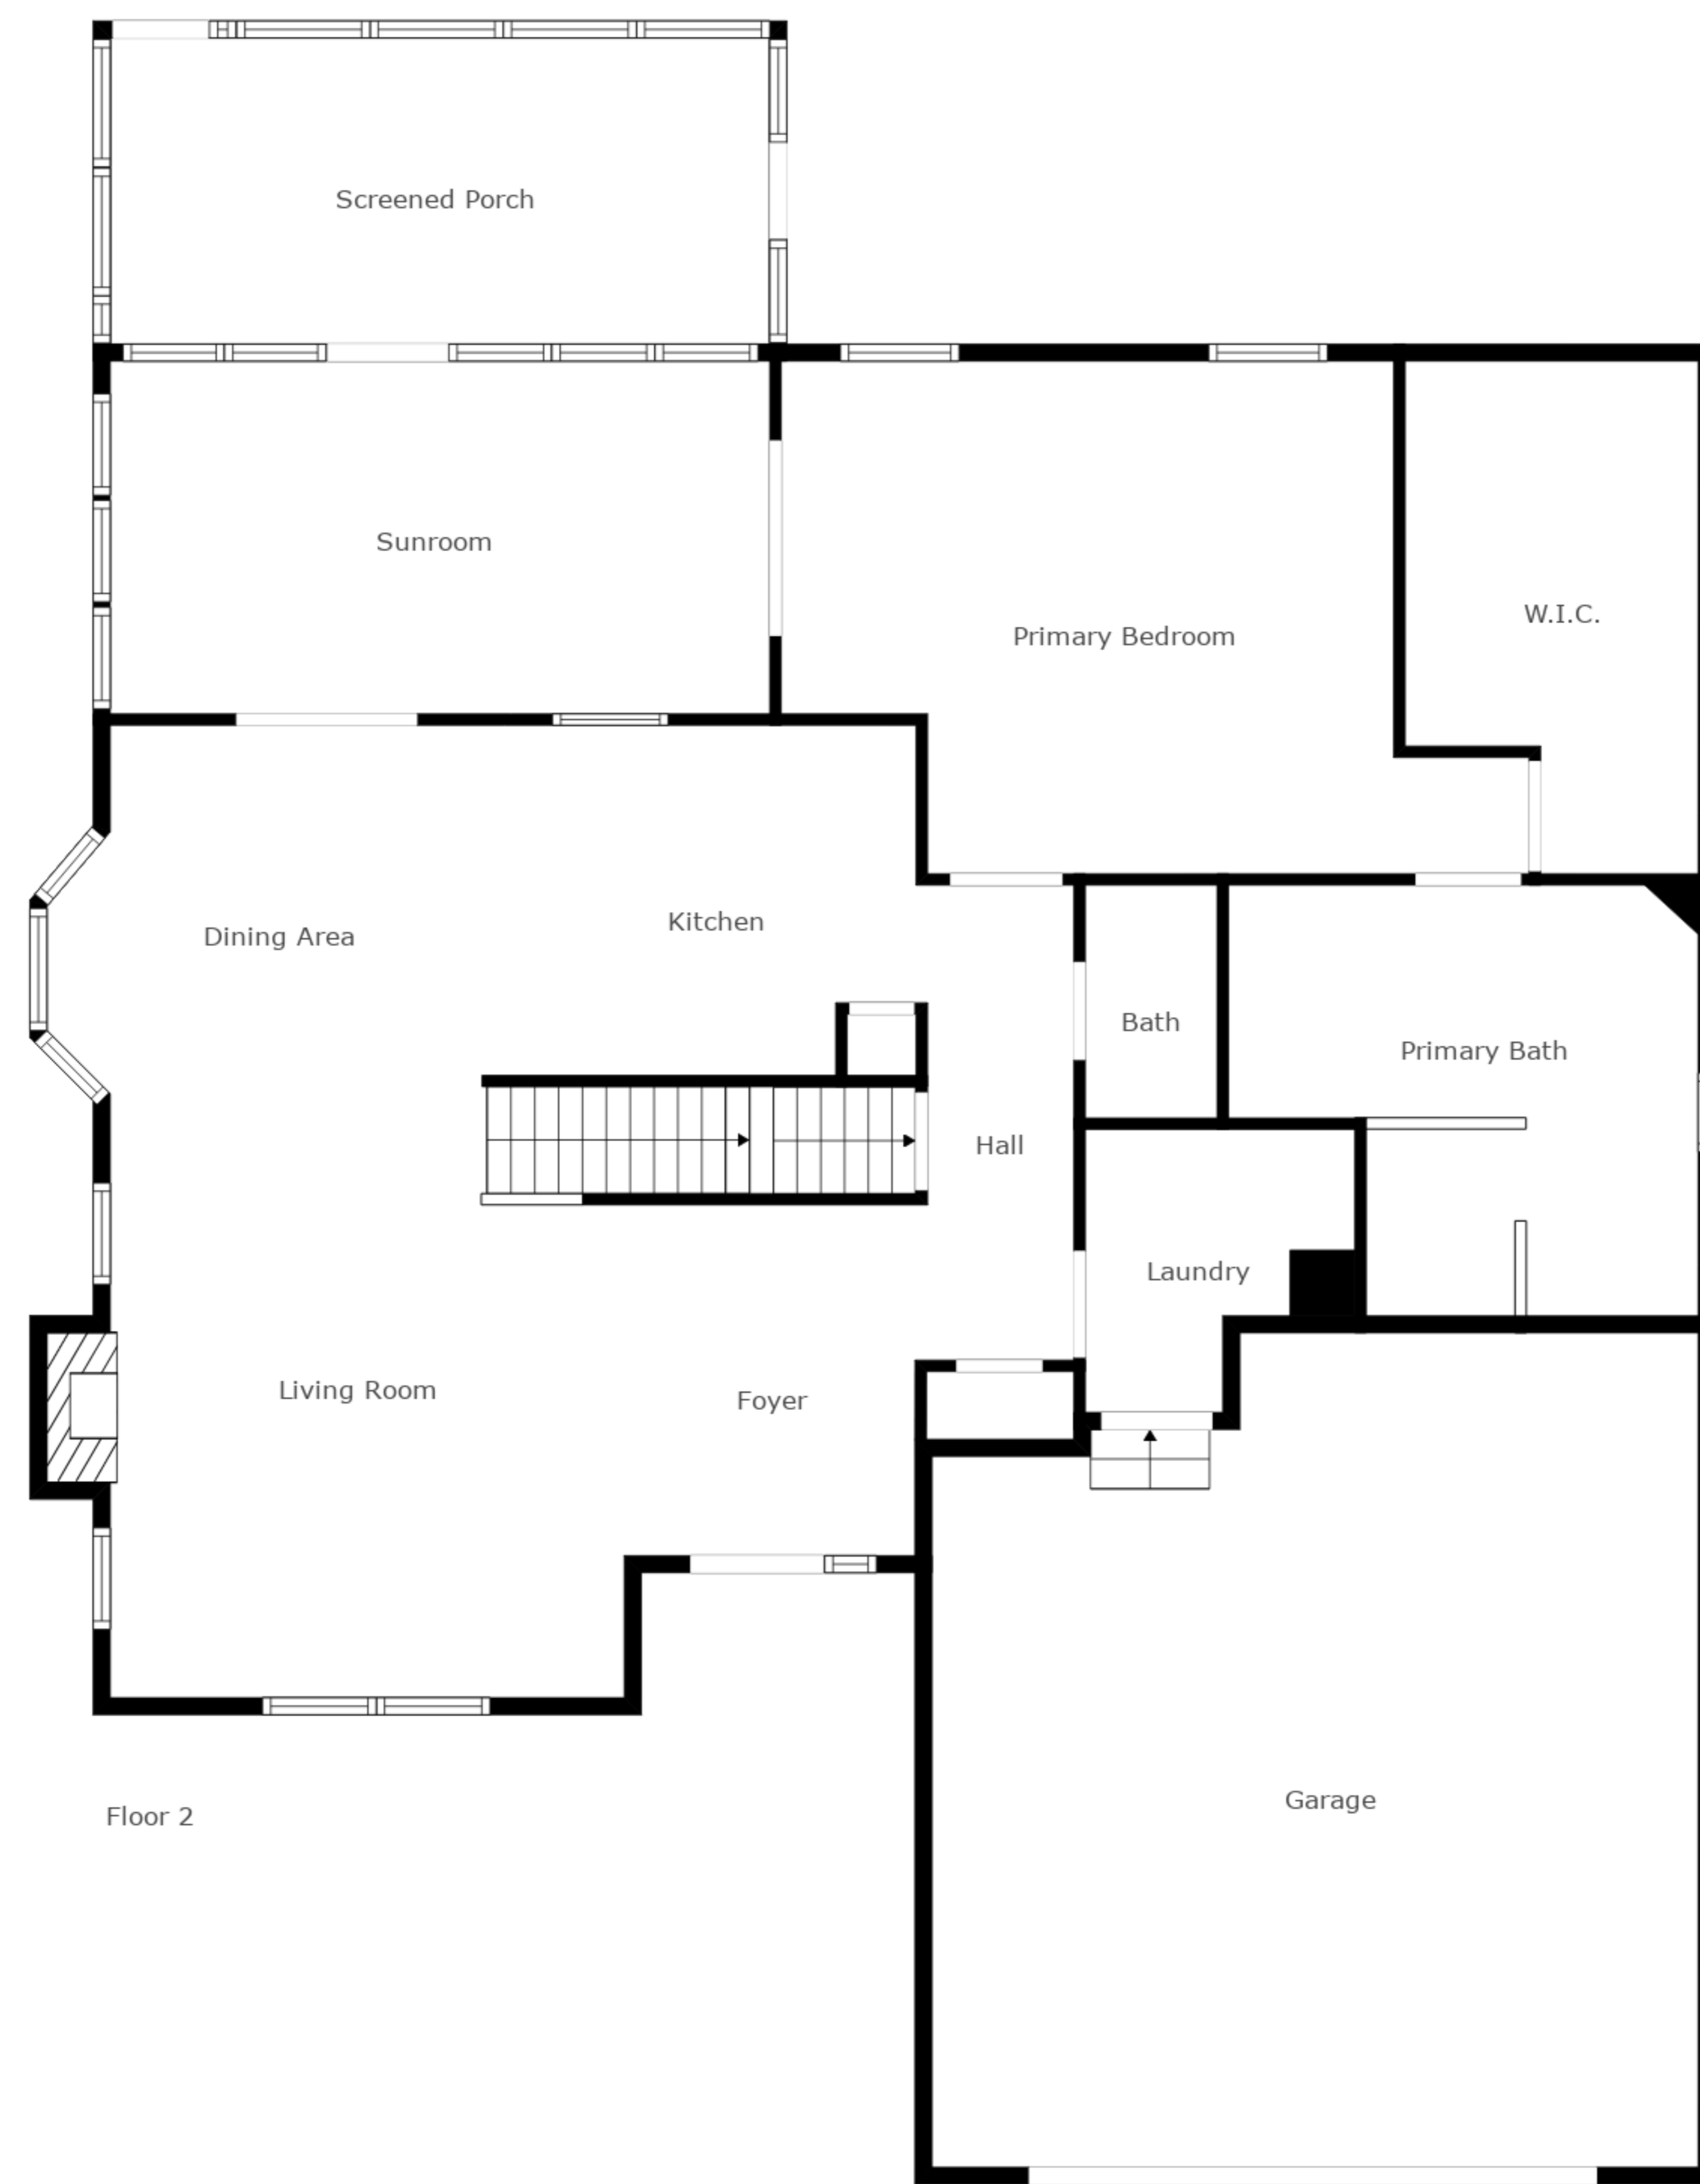 Screened Porch
Sunroom
Primary Bedroom
W.I.C.
Dining Area
Kitchen
Bath
Primary Bath
Hall
Laundry
Living Room
Foyer
Garage
Floor 2